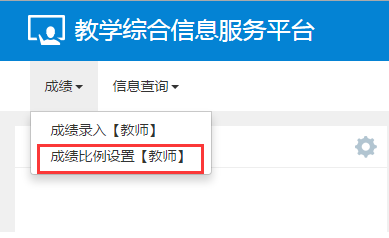 教学综合信息服务平台
成绩 信息查询
成绩录入【教师】
成绩比例设置【教师】